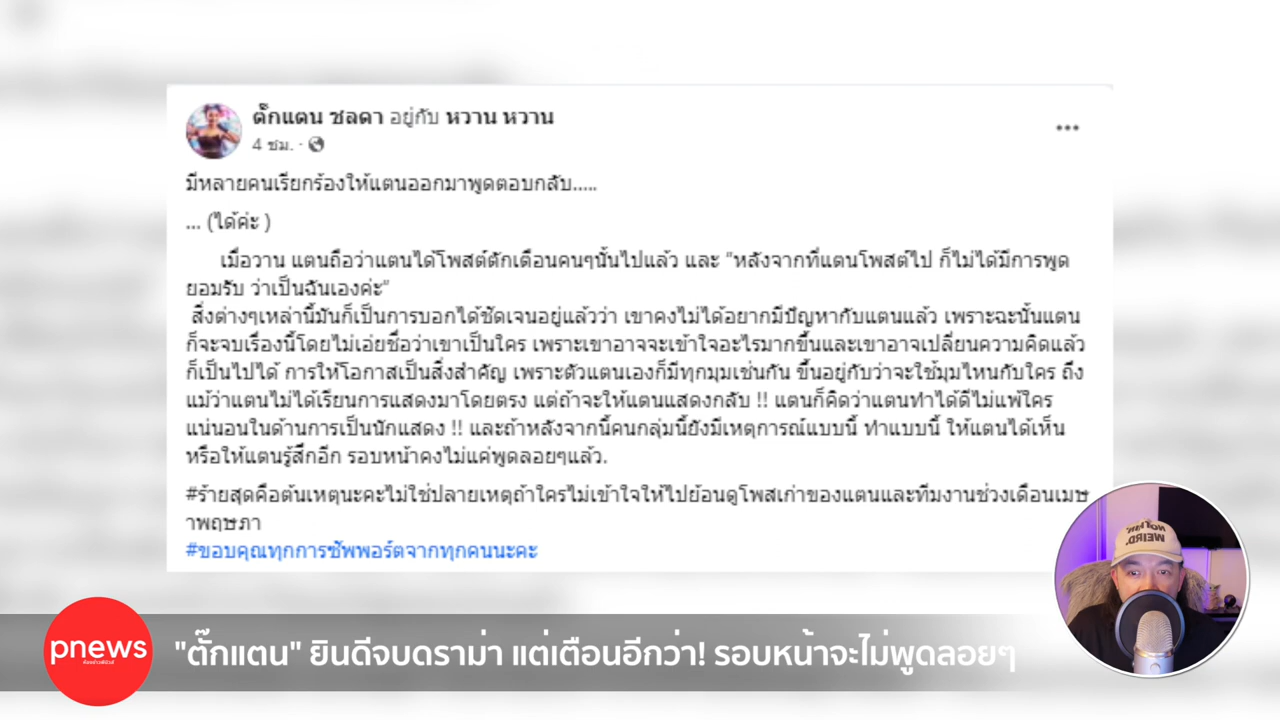 ตั๊กแตน ชลดา อยู่กับ หวาน หวาน
4 ชม. ·
มีหลายคนเรียกร้องให้แตนออกมาพูดตอบกลับ.....
... (ได้ค่ะ )
เมื่อวาน แตนถือว่าแตนได้โพสต์ตักเตือนคนๆนั้นไปแล้ว และ "หลังจากที่แตนโพสต์ไป ก็ไม่ได้มีการพูด
ยอมรับ ว่าเป็นฉันเองค่ะ"
สิ่งต่างๆเหล่านี้มันก็เป็นการบอกได้ชัดเจนอยู่แล้วว่า เขาคงไม่ได้อยากมีปัญหากับแตนแล้ว เพราะฉะนั้นแตน
ก็จะจบเรื่องนี้โดยไม่เอ่ยชื่อว่าเขาเป็นใคร เพราะเขาอาจจะเข้าใจอะไรมากขึ้นและเขาอาจเปลี่ยนความคิดแล้ว
ก็เป็นไปได้ การให้โอกาสเป็นสิ่งสำคัญ เพราะตัวแตนเองก็มีทุกมุมเช่นกัน ขึ้นอยู่กับว่าจะใช้มุมไหนกับใคร ถึง
แม้ว่าแตนไม่ได้เรียนการแสดงมาโดยตรง แต่ถ้าจะให้แตนแสดงกลับ !! แตนก็คิดว่าแตนทำได้ดีไม่แพ้ใคร
แน่นอนในด้านการเป็นนักแสดง !! และถ้าหลังจากนี้คนกลุ่มนี้ยังมีเหตุการณ์แบบนี้ ทำแบบนี้ ให้แตนได้เห็น
หรือให้แตนรู้สึกอีก รอบหน้าคงไม่แค่พูดลอยๆแล้ว.
#ร้ายสุดคือต้นเหตุนะคะไม่ใช่ปลายเหตุถ้าใครไม่เข้าใจให้ไปย้อนดูโพสเก่าของแตนและทีมงานช่วงเดือนเมษ
าพฤษภา
#ขอบคุณทุกการซัพพอร์ตจากทุกคนนะคะ
NOTHIN'
WEIRD.
pnews
"ตั๊กแตน" ยินดีจบดราม่า แต่เตือนอีกว่า! รอบหน้าจะไม่พูดลอยๆ